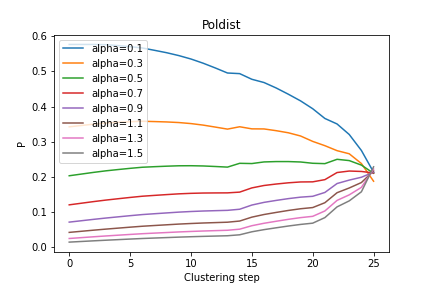 Poldist
0.6
0.5
0.4
0.3
0.2
0.1
0.0
P
alpha=0.1
alpha=0.3
alpha=0.5
alpha=0.7
alpha=0.9
alpha=1.1
alpha=1.3
alpha=1.5
0 5 10 15 20 25
Clustering step